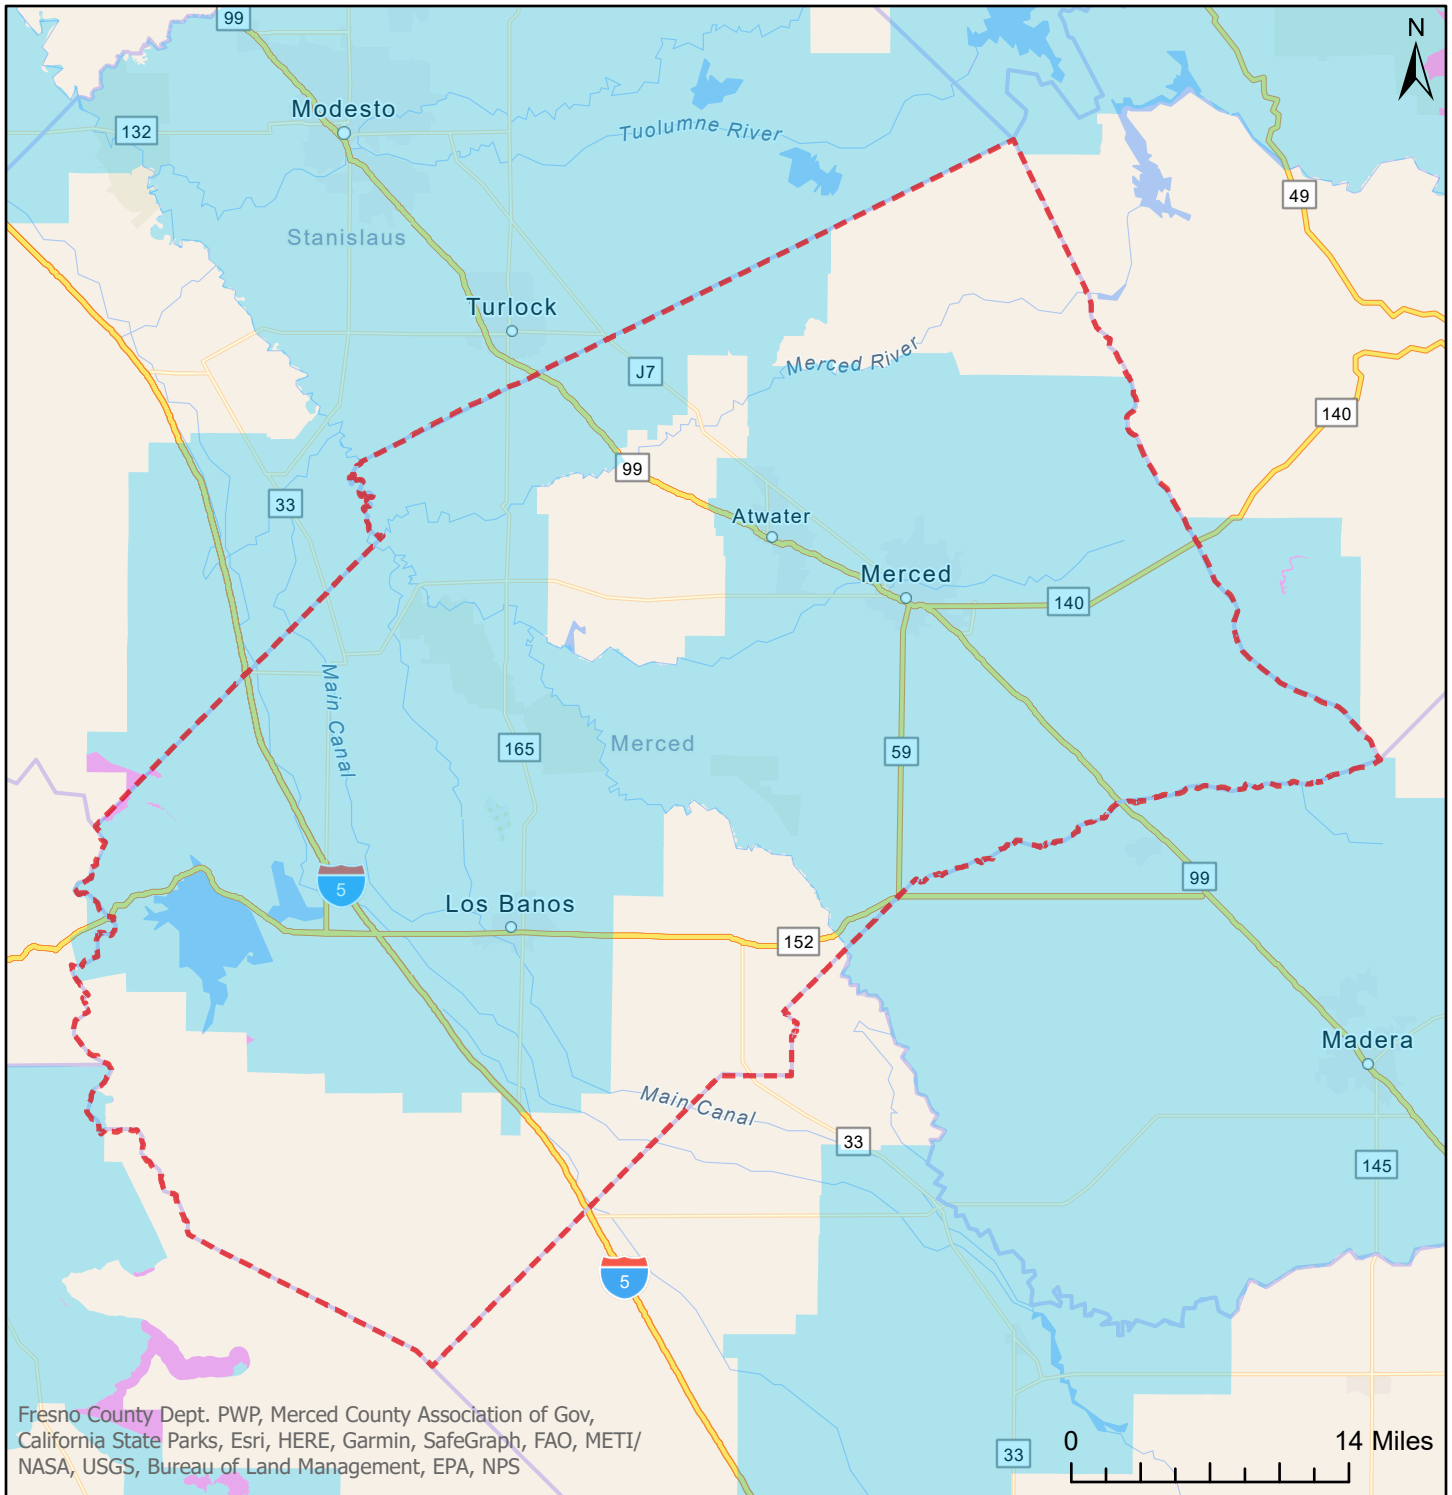 99
N
Modesto
132
Tuolumne River
49
Stanislaus
Turlock
J7
Merced River
140
99
33
Atwater
Merced
140
Main Canal
165
Merced
59
5
99
Los Banos
152
Madera
Main Canal
33
145
5
Fresno County Dept. PWP, Merced County Association of Gov,
California State Parks, Esri, HERE, Garmin, SafeGraph, FAO, METI/
NASA, USGS, Bureau of Land Management, EPA, NPS
33
0 14 Miles